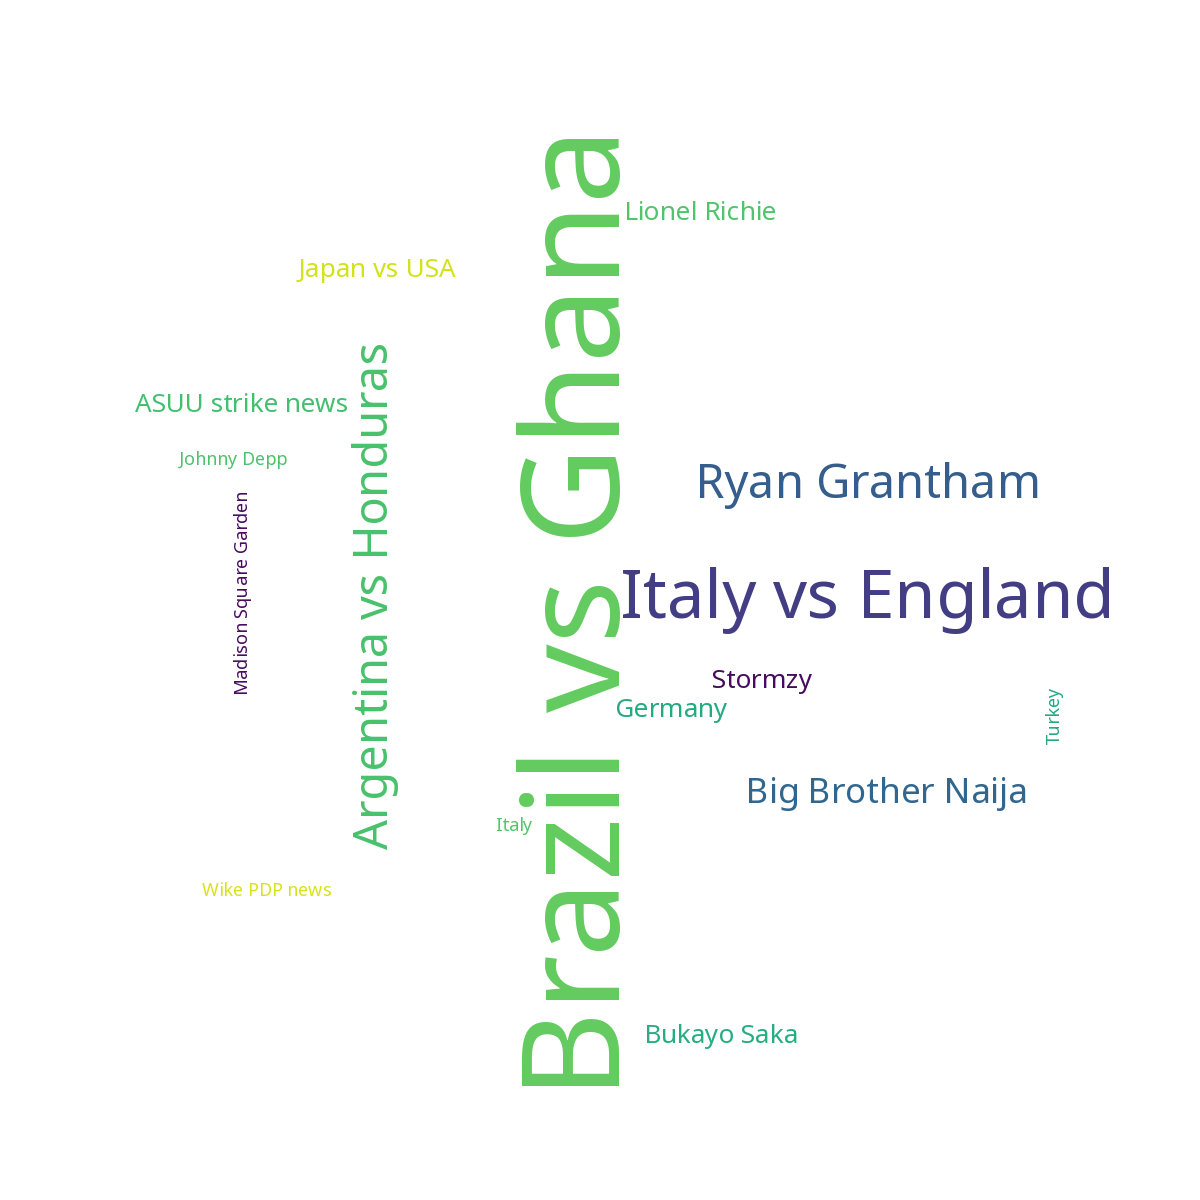 Brazil vs Ghana
Lionel Richie
Japan vs USA
Argentina vs Honduras
ASUU strike news
Johnny Depp
Ryan Grantham
Madison Square Garden
Italy vs England
Stormzy
Germany
Turkey
Big Brother Naija
Italy
Wike PDP news
Bukayo Saka